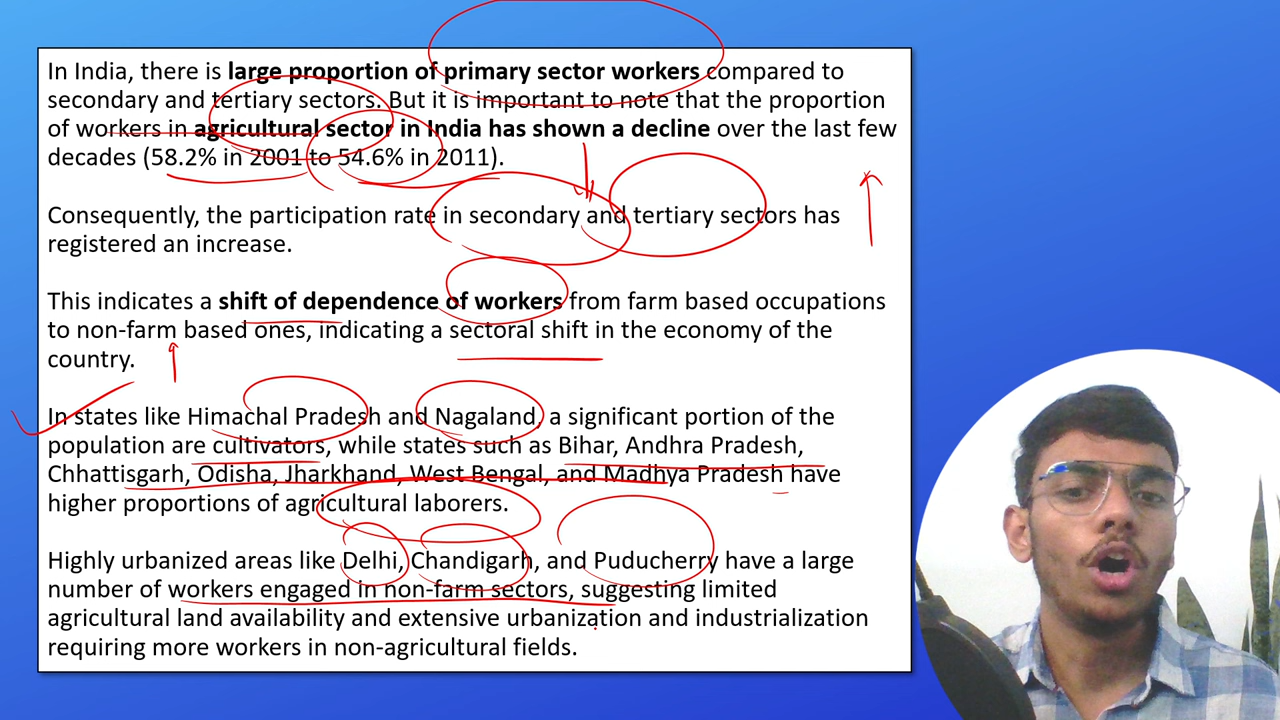 In India, there is large proportion of primary sector workers compared to
secondary and tertiary sectors. But it is important to note that the proportion
of workers in agricultural sector in India has shown a decline over the last few
decades (58.2% in 2001 to 54.6% in 2011).
Consequently, the participation rate in secondary and tertiary sectors has
registered an increase.
This indicates a shift of dependence of workers from farm based occupations
to non-farm based ones, indicating a sectoral shift in the economy of the
country.
In states like Himachal Pradesh and Nagaland, a significant portion of the
population are cultivators, while states such as Bihar, Andhra Pradesh,
Chhattisgarh, Odisha, Jharkhand, West Bengal, and Madhya Pradesh have
higher proportions of agricultural laborers.
Highly urbanized areas like Delhi, Chandigarh, and Puducherry have a large
number of workers engaged in non-farm sectors, suggesting limited
agricultural land availability and extensive urbanization and industrialization
requiring more workers in non-agricultural fields.